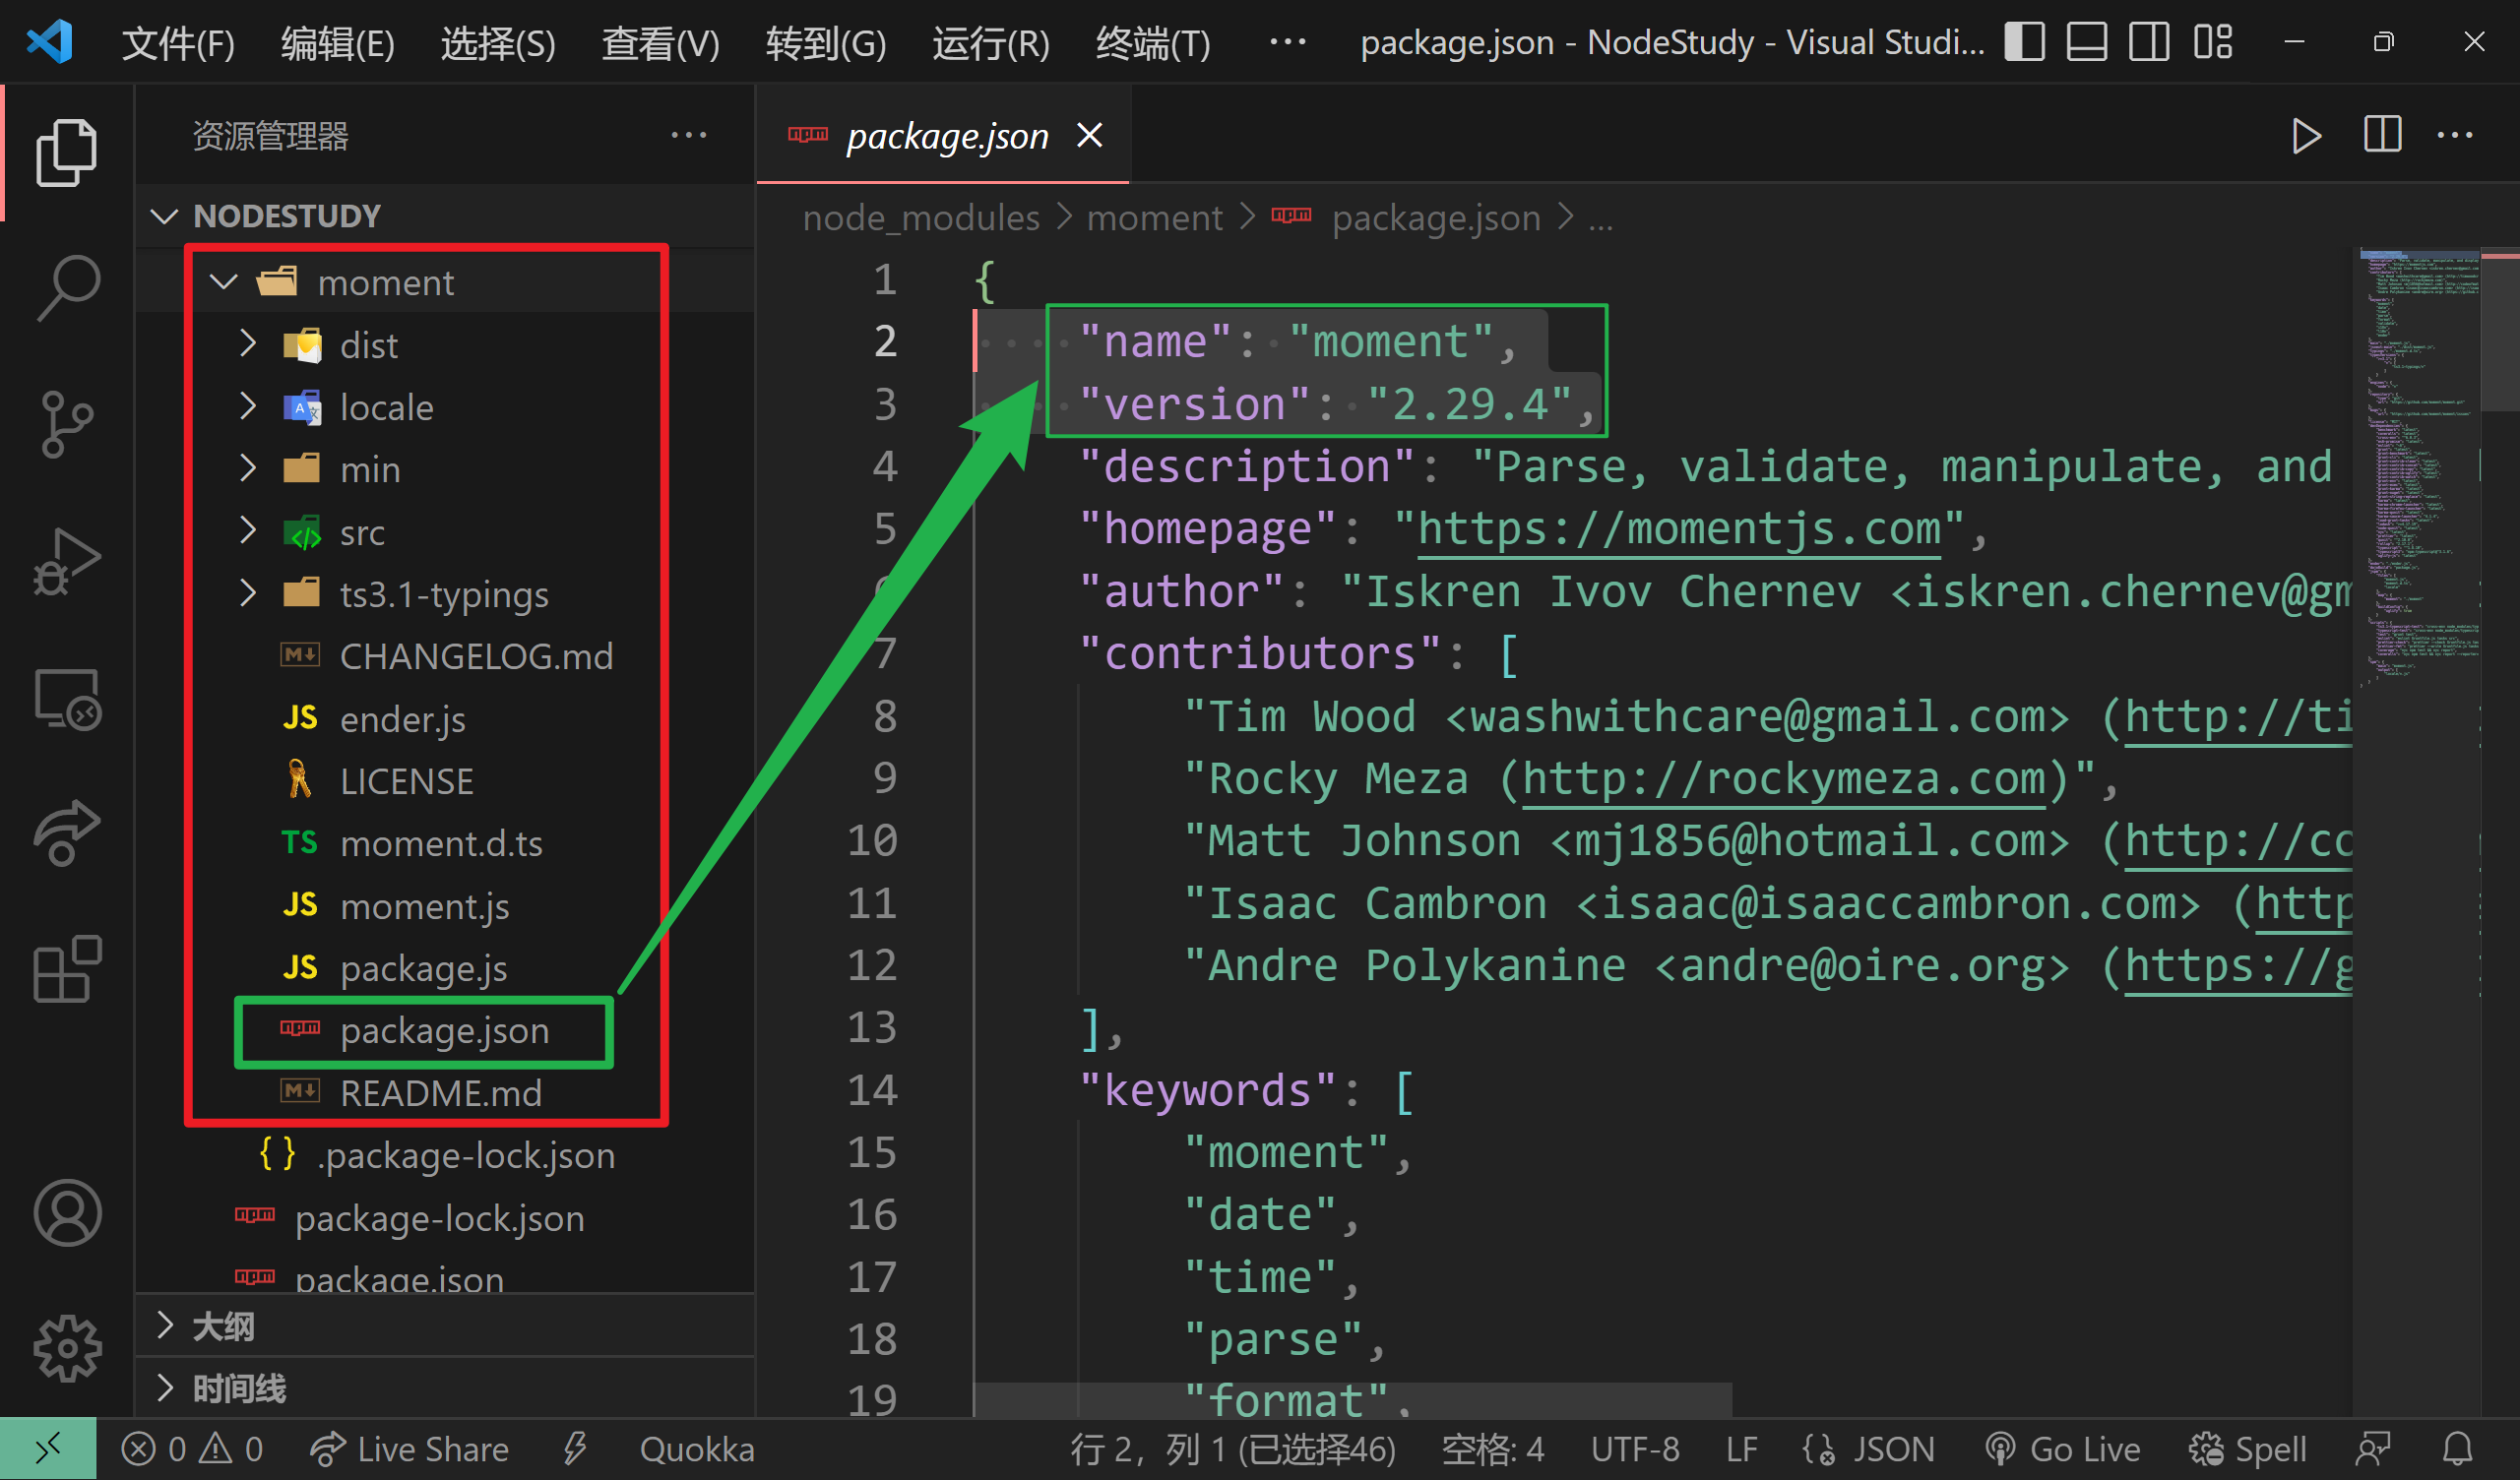 文件(F) 编辑(E) 选择(S) 查看(V) 转到(G) 运行(R) 终端(T) ··· package.json - NodeStudy - Visual Studi...
资源管理器 ···
NODESTUDY
moment
dist
locale
min
src
ts3.1-typings
CHANGELOG.md
JS ender.js
LICENSE
TS moment.d.ts
JS moment.js
JS package.js
package.json
README.md
{ } .package-lock.json
package-lock.json
package.json
大纲
时间线
package.json
node_modules > moment > package.json > ...
1 {
2 "name": "moment",
3 "version": "2.29.4",
4 "description": "Parse, validate, manipulate, and
5 "homepage": "https://momentjs.com",
"author": "Iskren Ivov Chernev <iskren.chernev@gm
7 "contributors": [
8 "Tim Wood <washwithcare@gmail.com> (http://ti
9 "Rocky Meza (http://rockymeza.com)",
10 "Matt Johnson <mj1856@hotmail.com> (http://co
11 "Isaac Cambron <isaac@isaaccambron.com> (http
12 "Andre Polykanine <andre@oire.org> (https://g
13 ],
14 "keywords": [
15 "moment",
16 "date",
17 "time",
18 "parse",
19 "format",
0 0 Live Share Quokka 行 2，列 1 (已选择46) 空格: 4 UTF-8 LF JSON Go Live Spell